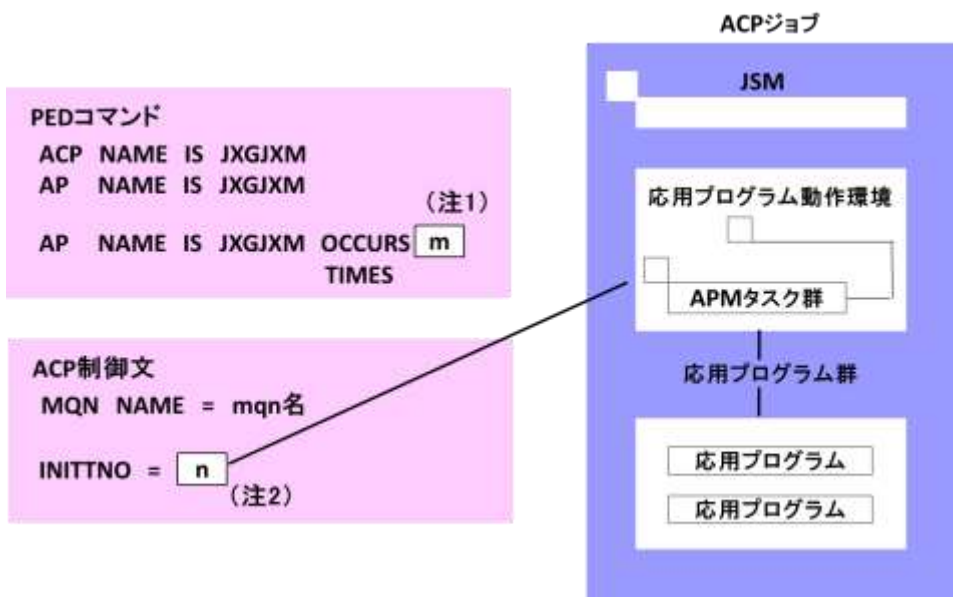 PEDコマンド
ACP NAME IS JXGJXM
AP NAME IS JXGJXM
(注1)
AP NAME IS JXGJXM OCCURS m
TIMES
ACP制御文
MQN NAME = mqn名
INITTNO = n
(注2)
ACPジョブ
JSM
応用プログラム動作環境
APMタスク群
応用プログラム群
応用プログラム
応用プログラム